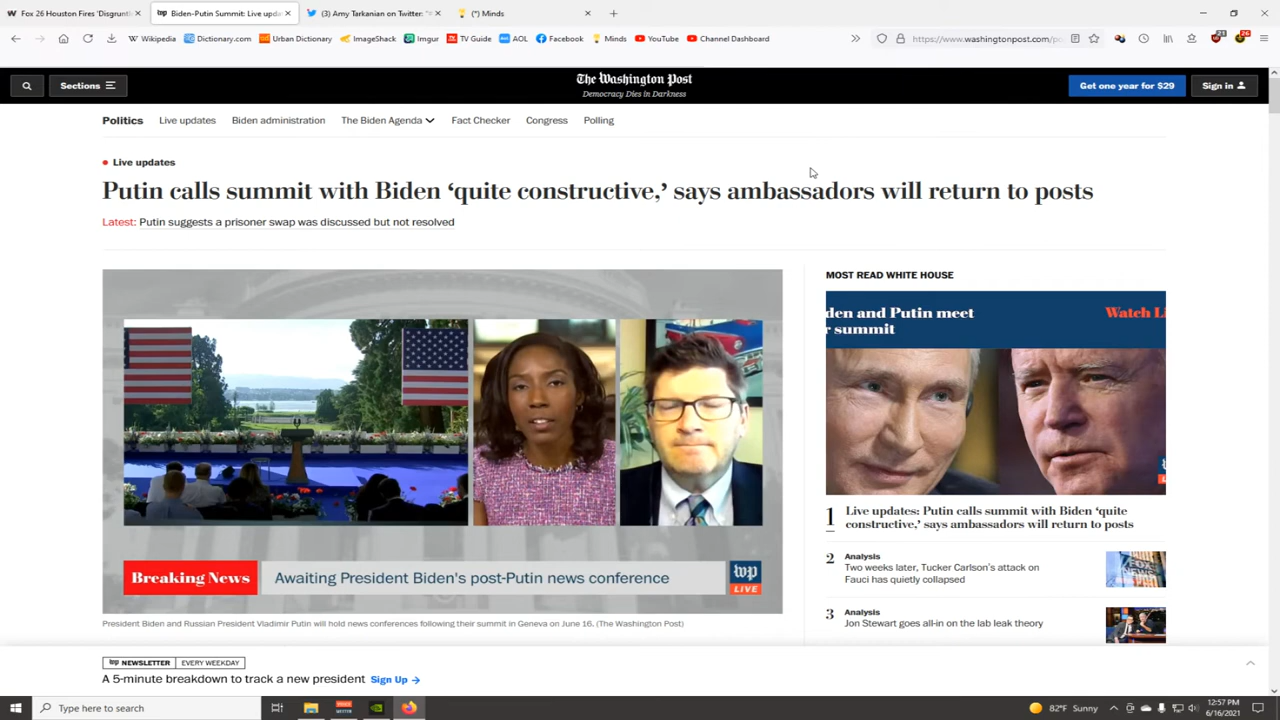 Fox 26 Houston Fires 'Disgruntl
Biden-Putin Summit: Live upda
(3) Amy Tarkanian on Twitter:
(*) Minds
https://www.washingtonpost.com/po
Wikipedia
Dictionary.com
Urban Dictionary
ImageShack
Imgur
TV Guide
AOL
Facebook
Minds
YouTube
Channel Dashboard
21
26
Sections
The Washington Post
Democracy Dies in Darkness
Get one year for $29
Sign in
Politics
Live updates
Biden administration
The Biden Agenda
Fact Checker
Congress
Polling
Live updates
Putin calls summit with Biden ‘quite constructive,’ says ambassadors will return to posts
Latest: Putin suggests a prisoner swap was discussed but not resolved
Breaking News
Awaiting President Biden's post-Putin news conference
wp
LIVE
President Biden and Russian President Vladimir Putin will hold news conferences following their summit in Geneva on June 16. (The Washington Post)
MOST READ WHITE HOUSE
den and Putin meet
r summit
Watch Li
1
Live updates: Putin calls summit with Biden ‘quite
constructive,’ says ambassadors will return to posts
2
Analysis
Two weeks later, Tucker Carlson’s attack on
Fauci has quietly collapsed
3
Analysis
Jon Stewart goes all-in on the lab leak theory
wp NEWSLETTER
EVERY WEEKDAY
A 5-minute breakdown to track a new president
Sign Up
Type here to search
82°F Sunny
12:57 PM
6/16/2021